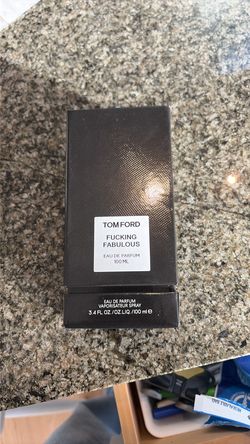 TOM FORD
FUCKING
FABULOUS
EAU DE PARFUM
100 ML
EAU DE PARFUM
VAPORISATEUR SPRAY
3.4 FL. OZ./OZ.LIQ./100 ml ℮